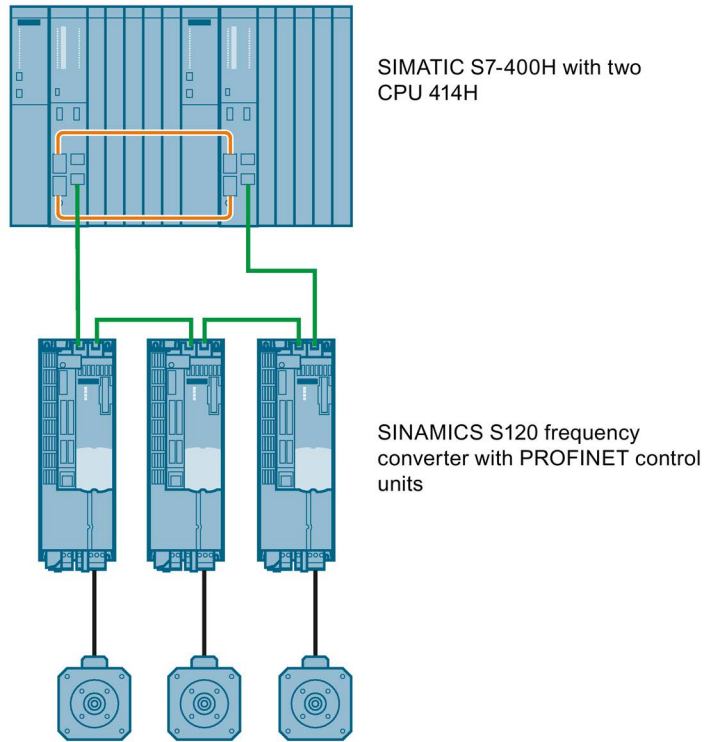 SIMATIC S7-400H with two
CPU 414H
SINAMICS S120 frequency
converter with PROFINET control
units